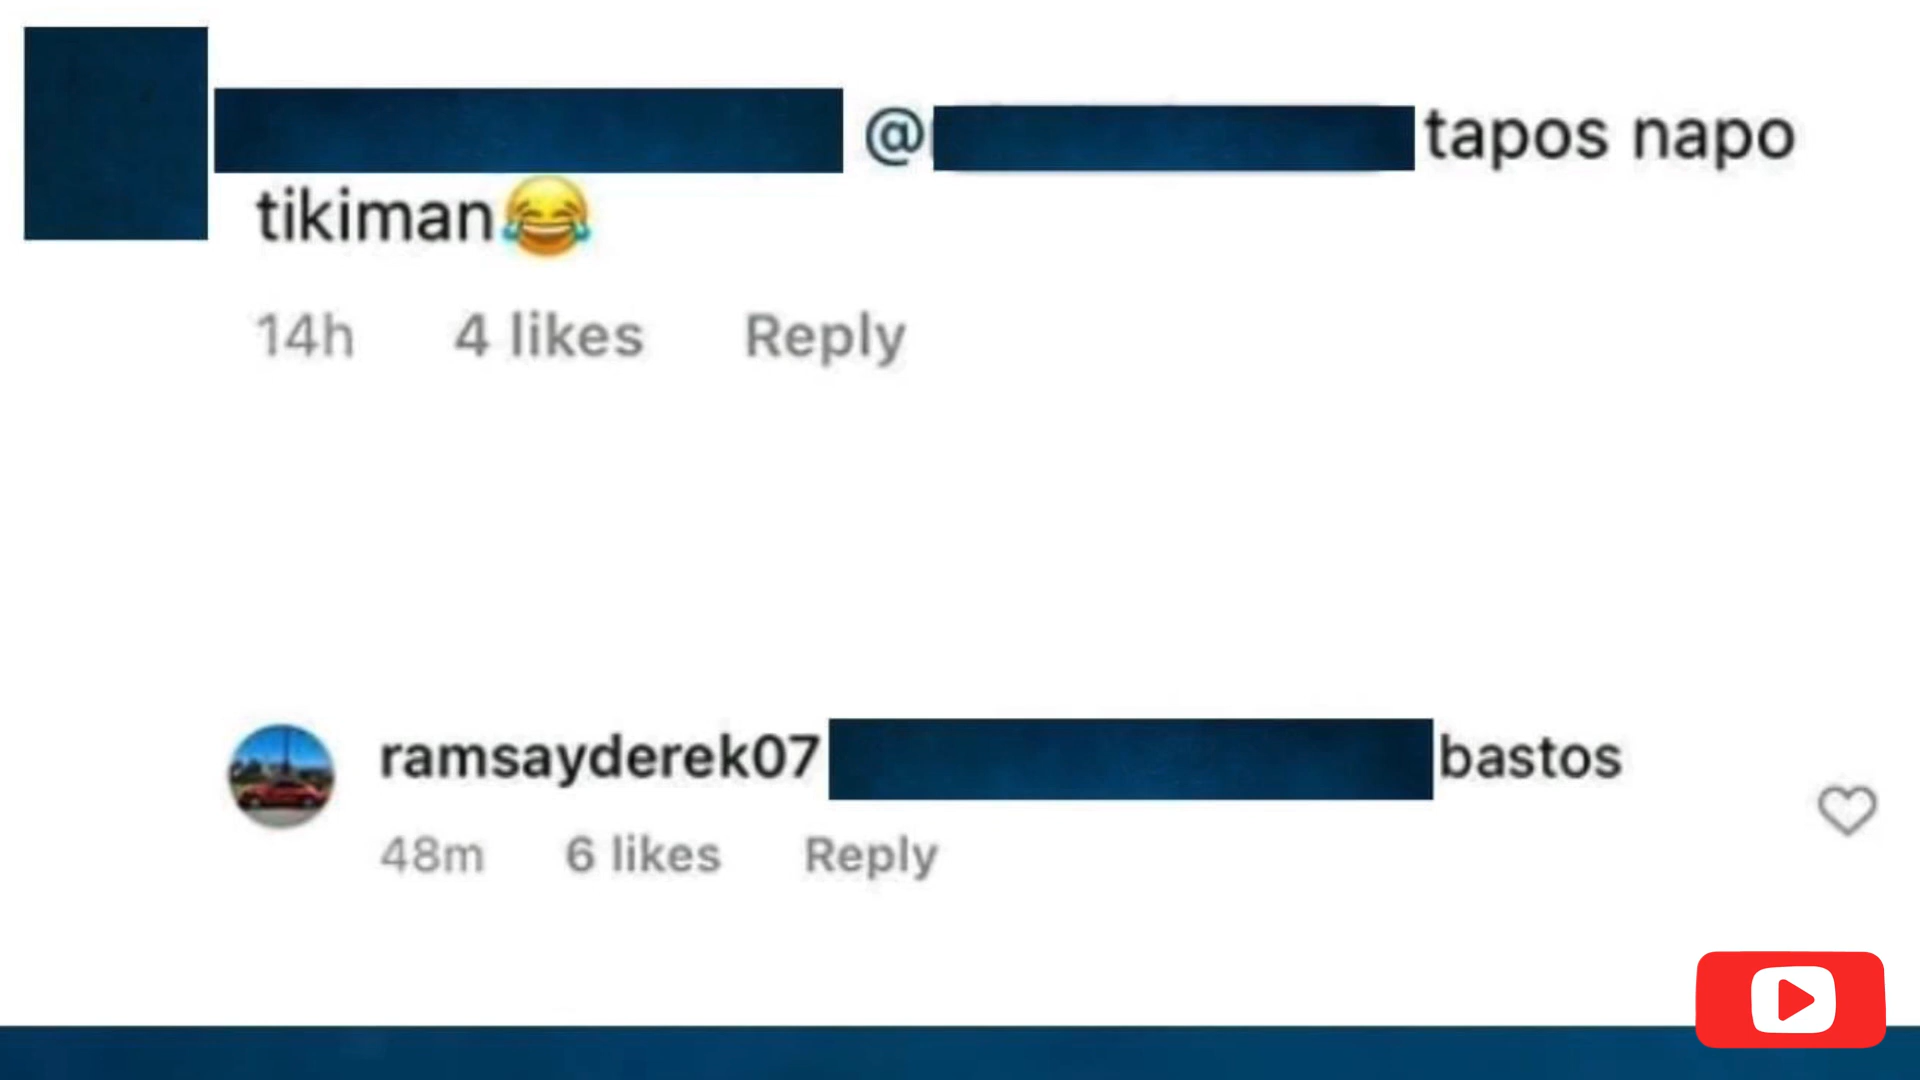 @ tapos napo
tikiman😂
14h 4 likes Reply
ramsayderek07 bastos
48m 6 likes Reply